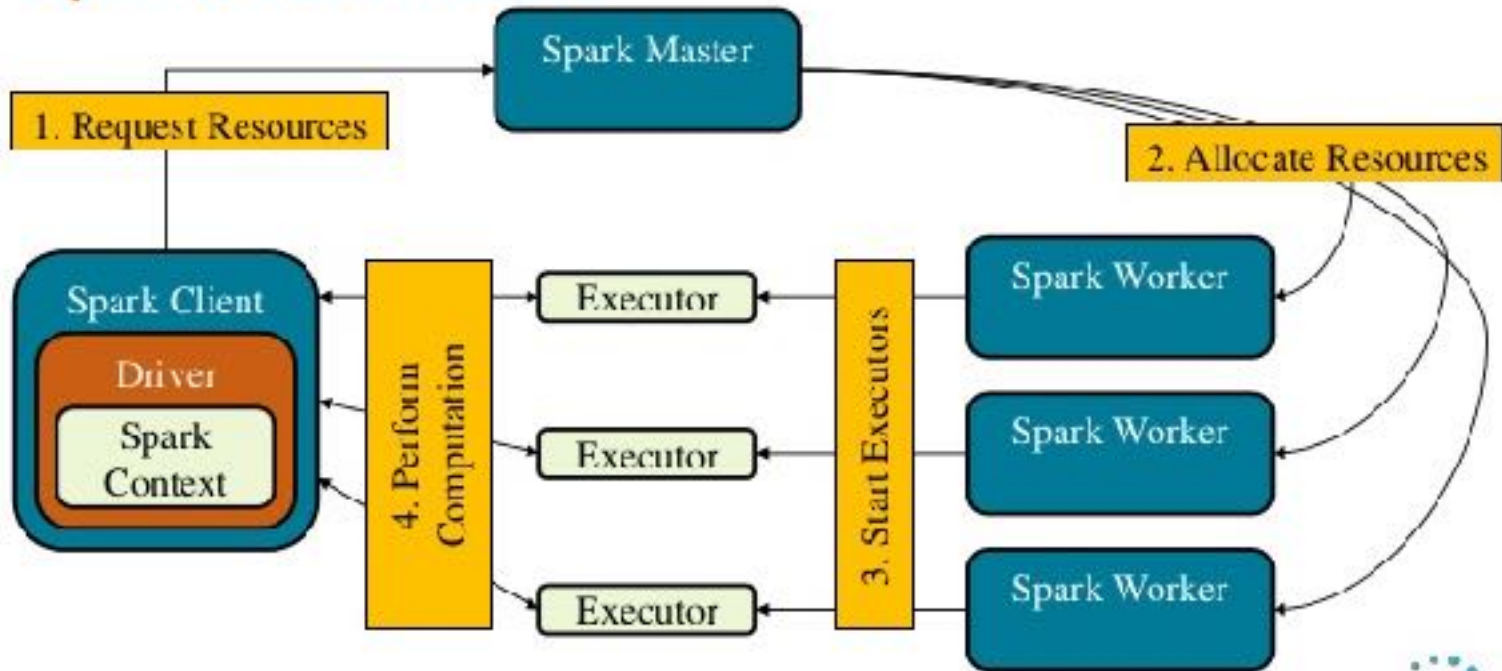 Spark Master
1. Request Resources
2. Allocate Resources
Spark Client
Driver
Spark
Context
4. Perform
Computation
Executor
Executor
Executor
3. Start Executors
Spark Worker
Spark Worker
Spark Worker